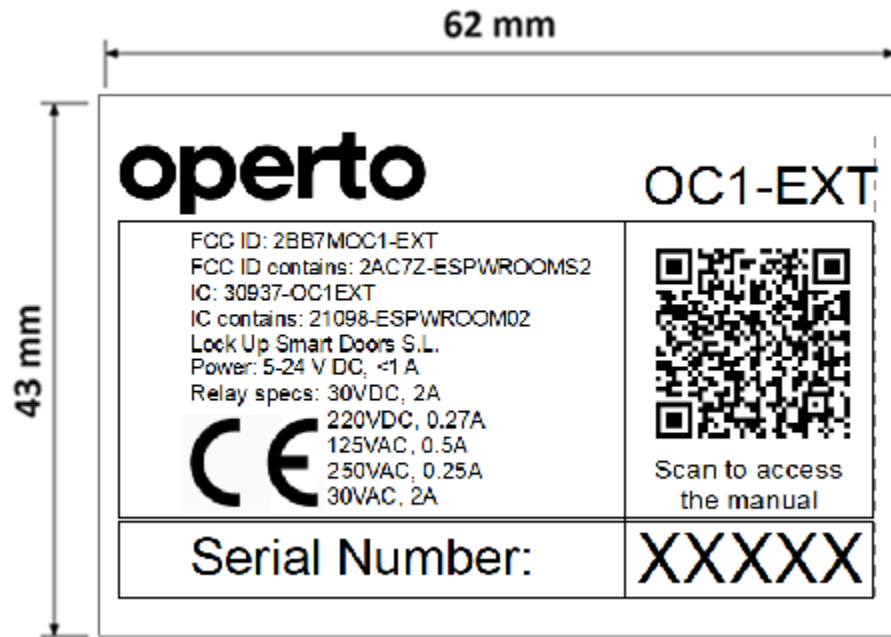 62 mm
43 mm
operto
OC1-EXT
FCC ID: 2BB7MOC1-EXT
FCC ID contains: 2AC7Z-ESPWROOMS2
IC: 30937-OC1EXT
IC contains: 21098-ESPWROOM02
Lock Up Smart Doors S.L.
Power: 5-24 V DC, <1 A
Relay specs: 30VDC, 2A
220VDC, 0.27A
125VAC, 0.5A
250VAC, 0.25A
30VAC, 2A
CE
Scan to access
the manual
Serial Number:
XXXXX